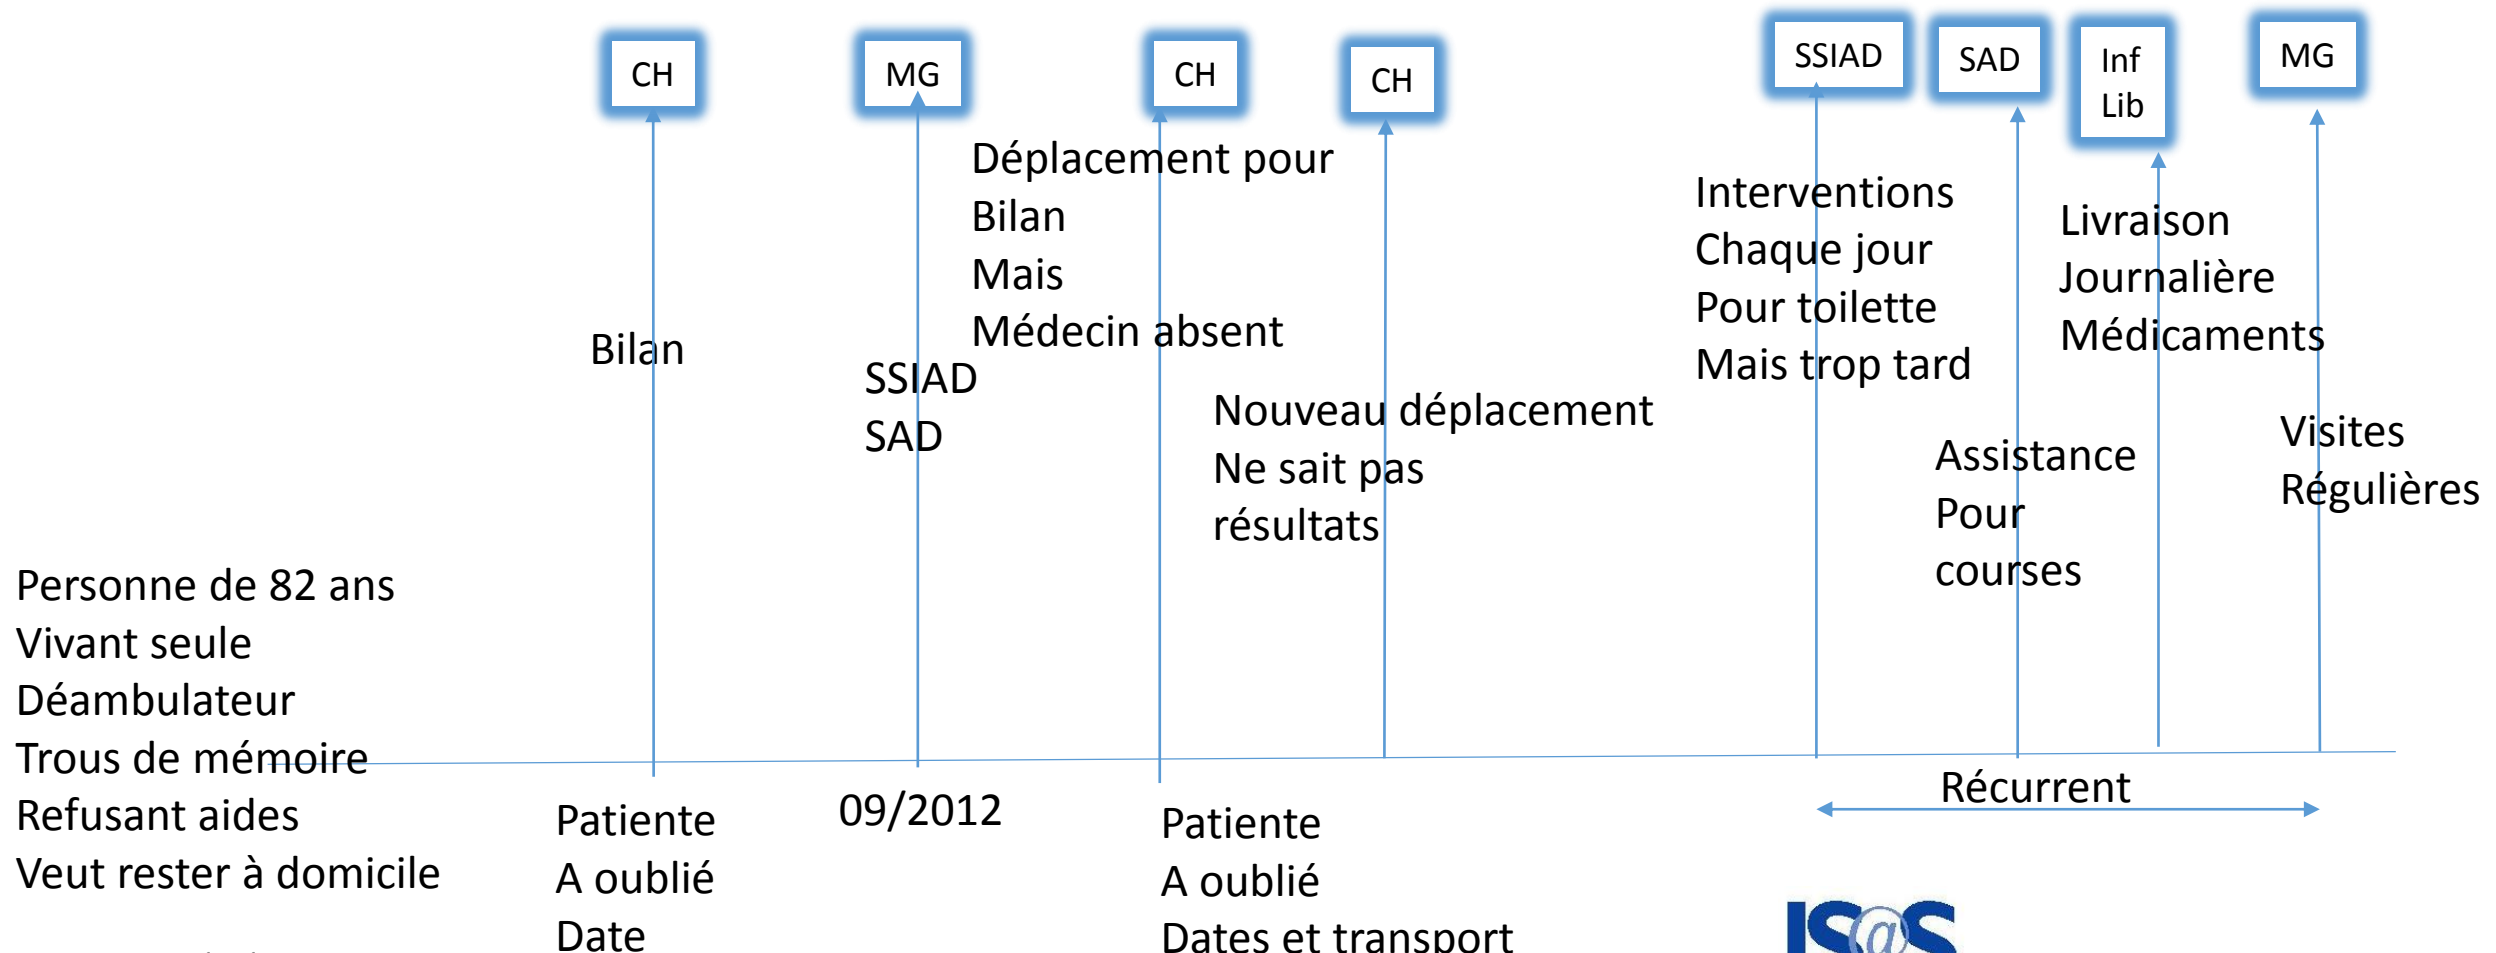 CH
MG
CH
CH
SSIAD
SAD
Inf
Lib
MG
Bilan
SSIAD
SAD
Déplacement pour
Bilan
Mais
Médecin absent
Nouveau déplacement
Ne sait pas
résultats
Interventions
Chaque jour
Pour toilette
Mais trop tard
Assistance
Pour
courses
Livraison
Journalière
Médicaments
Visites
Régulières
Personne de 82 ans
Vivant seule
Déambulateur
Trous de mémoire
Refusant aides
Veut rester à domicile
Patiente
A oublié
Date
09/2012
Patiente
A oublié
Dates et transport
Récurrent
IS@S